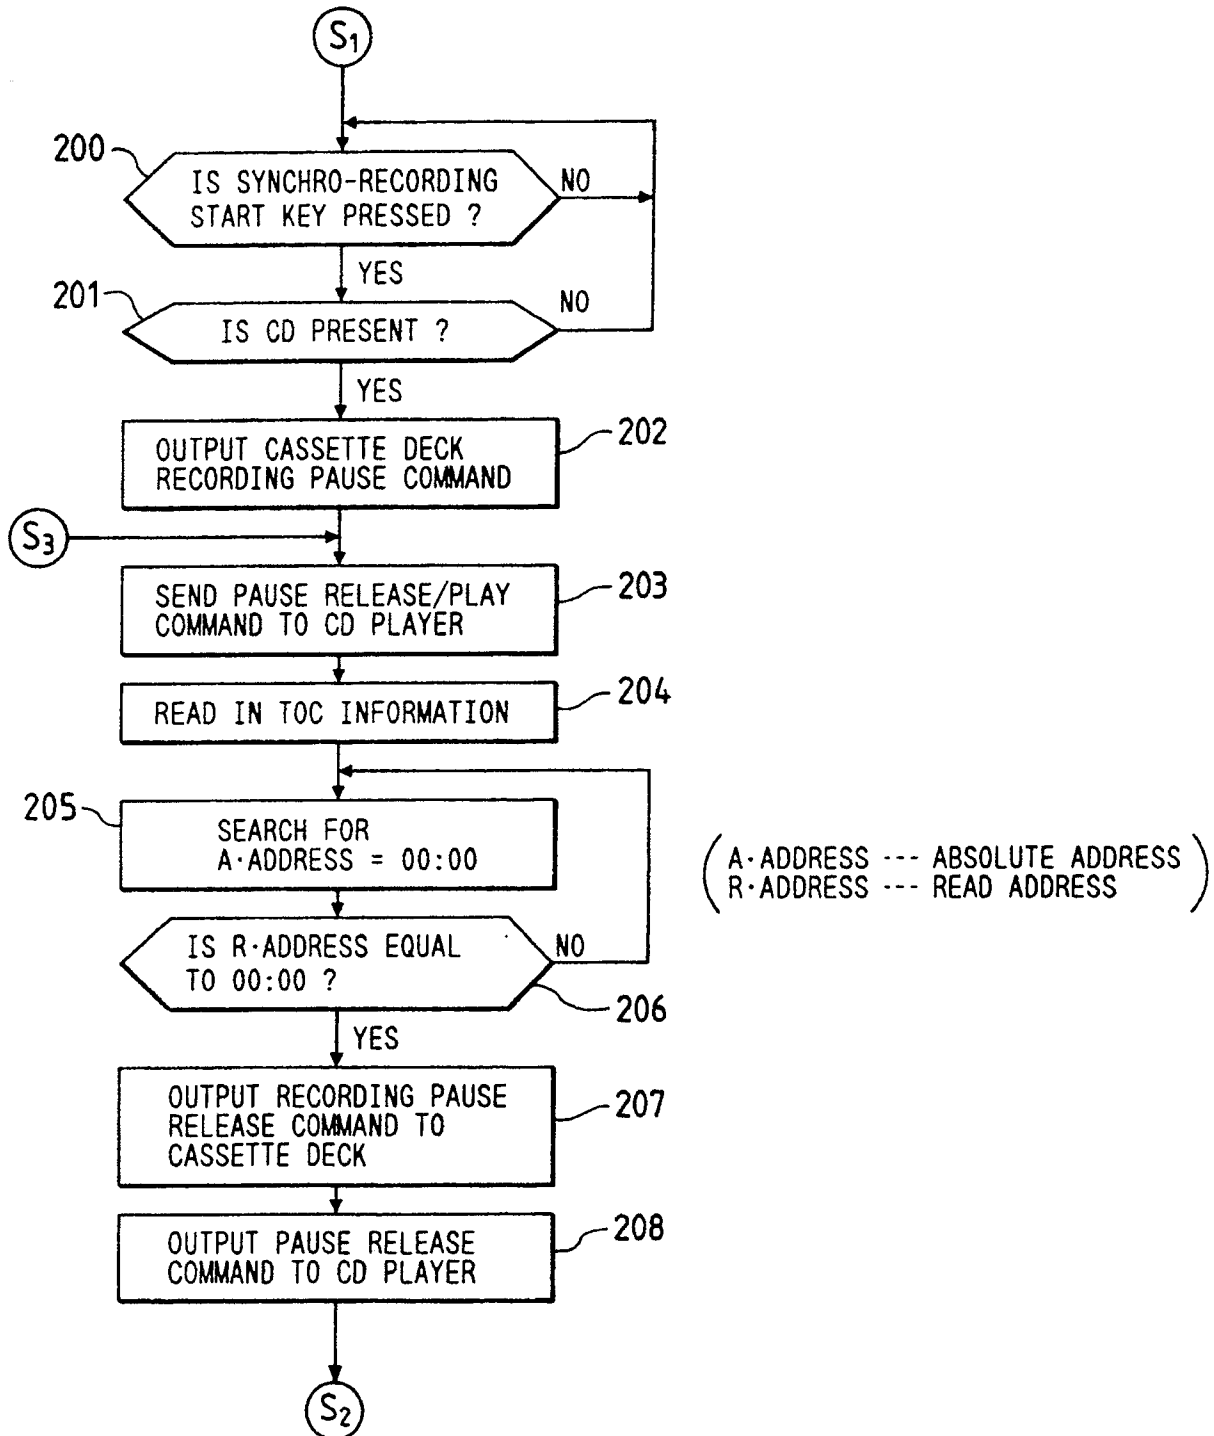 S1
200
IS SYNCHRO-RECORDING
START KEY PRESSED ?
NO
YES
201
IS CD PRESENT ?
NO
YES
202
OUTPUT CASSETTE DECK
RECORDING PAUSE COMMAND
S3
203
SEND PAUSE RELEASE/PLAY
COMMAND TO CD PLAYER
204
READ IN TOC INFORMATION
205
SEARCH FOR
A·ADDRESS = 00:00
A·ADDRESS --- ABSOLUTE ADDRESS
R·ADDRESS --- READ ADDRESS
IS R·ADDRESS EQUAL
TO 00:00 ?
NO
206
YES
OUTPUT RECORDING PAUSE
RELEASE COMMAND TO
CASSETTE DECK
207
OUTPUT PAUSE RELEASE
COMMAND TO CD PLAYER
208
S2